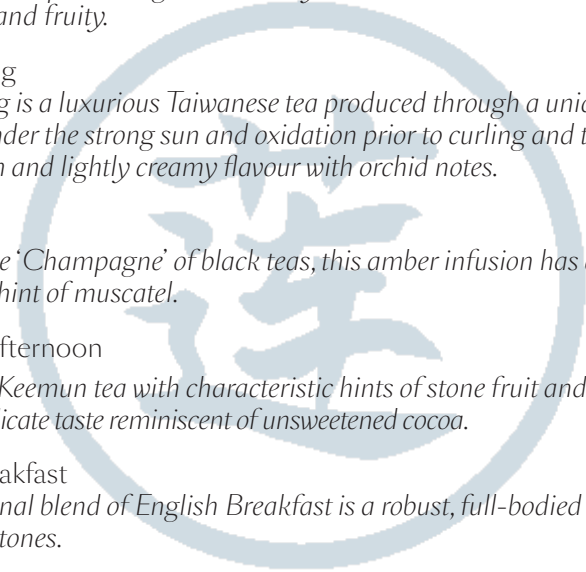 and fruity.
g
g is a luxurious Taiwanese tea produced through a uni
nder the strong sun and oxidation prior to curling and t
n and lightly creamy flavour with orchid notes.
e ‘Champagne’ of black teas, this amber infusion has
hint of muscatel.
fternoon
Keemun tea with characteristic hints of stone fruit and
icate taste reminiscent of unsweetened cocoa.
akfast
nal blend of English Breakfast is a robust, full-bodied
tones.
莲